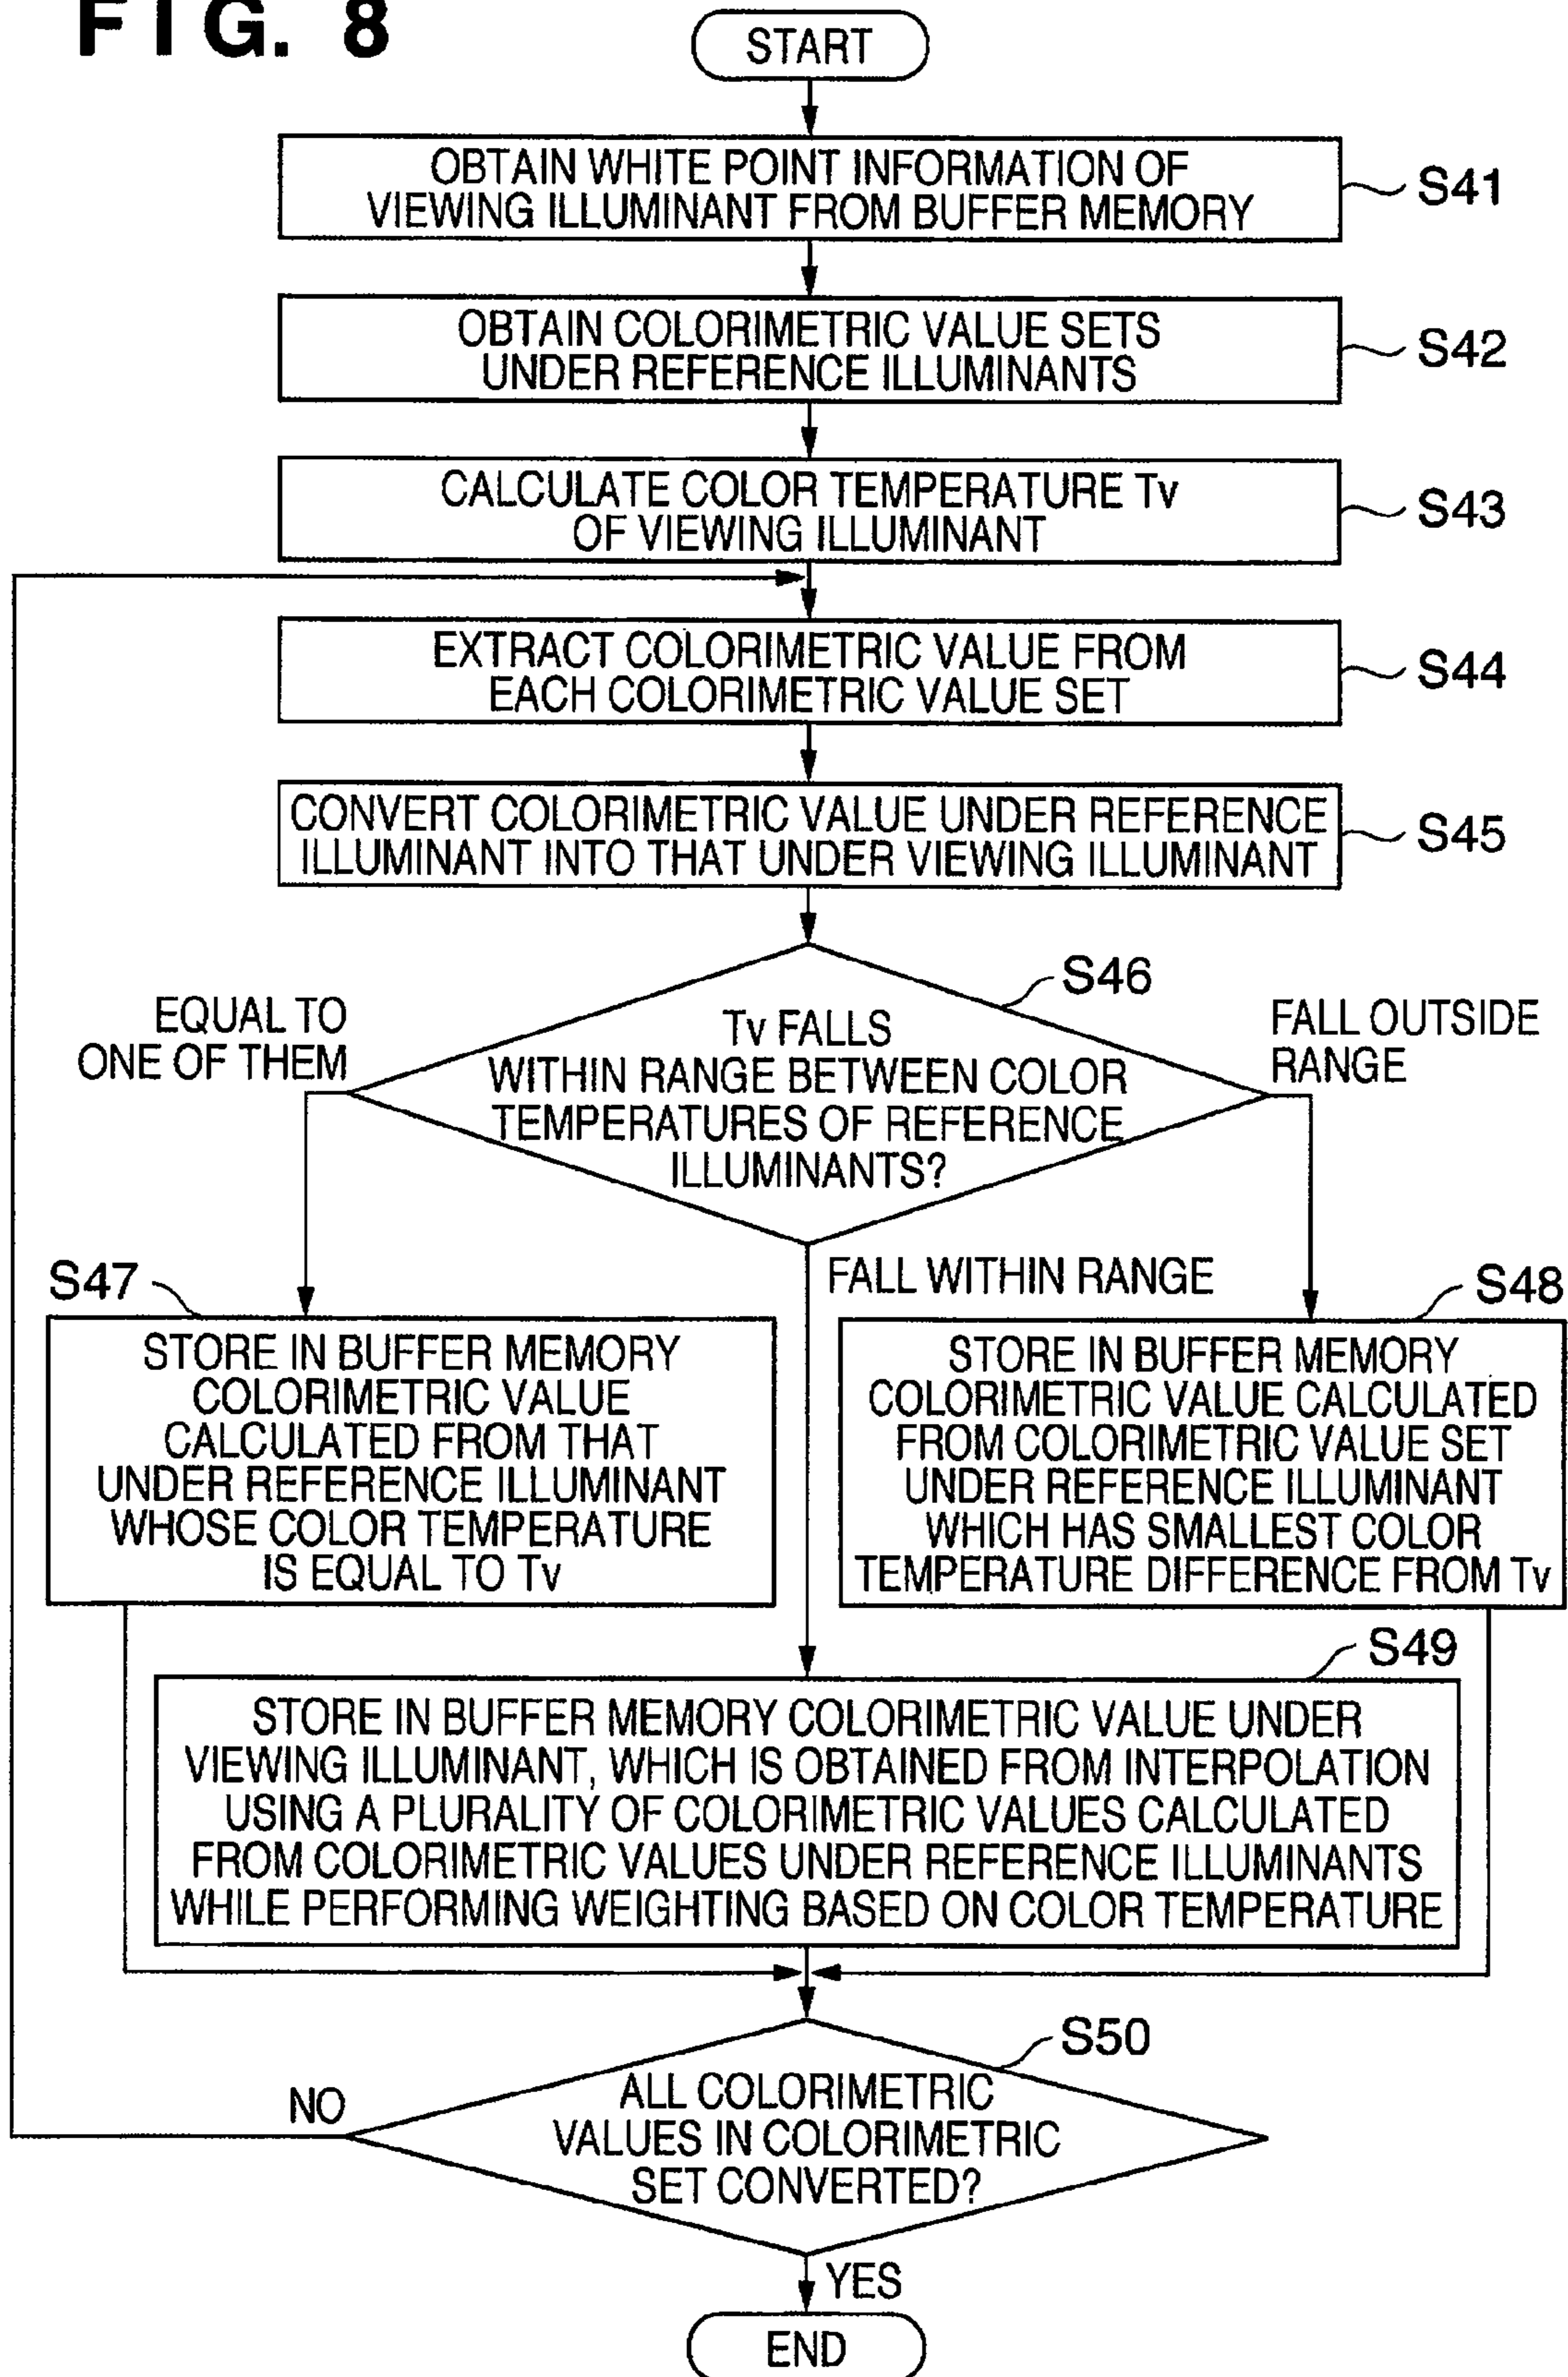 FIG. 8
START
OBTAIN WHITE POINT INFORMATION OF
VIEWING ILLUMINANT FROM BUFFER MEMORY
S41
OBTAIN COLORIMETRIC VALUE SETS
UNDER REFERENCE ILLUMINANTS
S42
CALCULATE COLOR TEMPERATURE Tv
OF VIEWING ILLUMINANT
S43
EXTRACT COLORIMETRIC VALUE FROM
EACH COLORIMETRIC VALUE SET
S44
CONVERT COLORIMETRIC VALUE UNDER REFERENCE
ILLUMINANT INTO THAT UNDER VIEWING ILLUMINANT
S45
S46
Tv FALLS
WITHIN RANGE BETWEEN COLOR
TEMPERATURES OF REFERENCE
ILLUMINANTS?
EQUAL TO
ONE OF THEM
FALL OUTSIDE
RANGE
FALL WITHIN RANGE
S47
STORE IN BUFFER MEMORY
COLORIMETRIC VALUE
CALCULATED FROM THAT
UNDER REFERENCE ILLUMINANT
WHOSE COLOR TEMPERATURE
IS EQUAL TO Tv
S48
STORE IN BUFFER MEMORY
COLORIMETRIC VALUE CALCULATED
FROM COLORIMETRIC VALUE SET
UNDER REFERENCE ILLUMINANT
WHICH HAS SMALLEST COLOR
TEMPERATURE DIFFERENCE FROM Tv
S49
STORE IN BUFFER MEMORY COLORIMETRIC VALUE UNDER
VIEWING ILLUMINANT, WHICH IS OBTAINED FROM INTERPOLATION
USING A PLURALITY OF COLORIMETRIC VALUES CALCULATED
FROM COLORIMETRIC VALUES UNDER REFERENCE ILLUMINANTS
WHILE PERFORMING WEIGHTING BASED ON COLOR TEMPERATURE
S50
ALL COLORIMETRIC
VALUES IN COLORIMETRIC
SET CONVERTED?
NO
YES
END